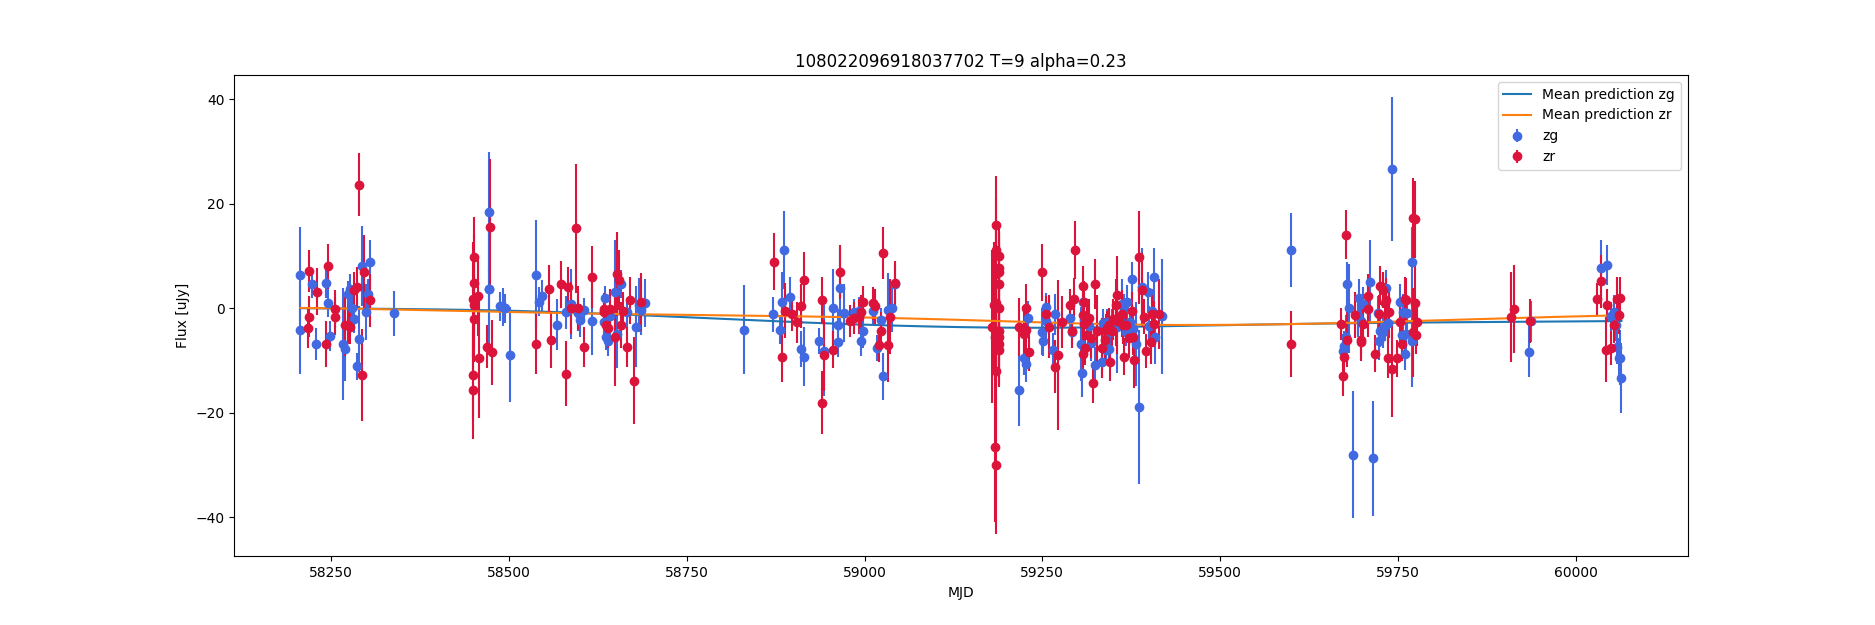 108022096918037702 T=9 alpha=0.23
Mean prediction zg
Mean prediction zr
zg
zr
Flux [uJy]
40
20
0
−20
−40
58250 58500 58750 59000 59250 59500 59750 60000
MJD